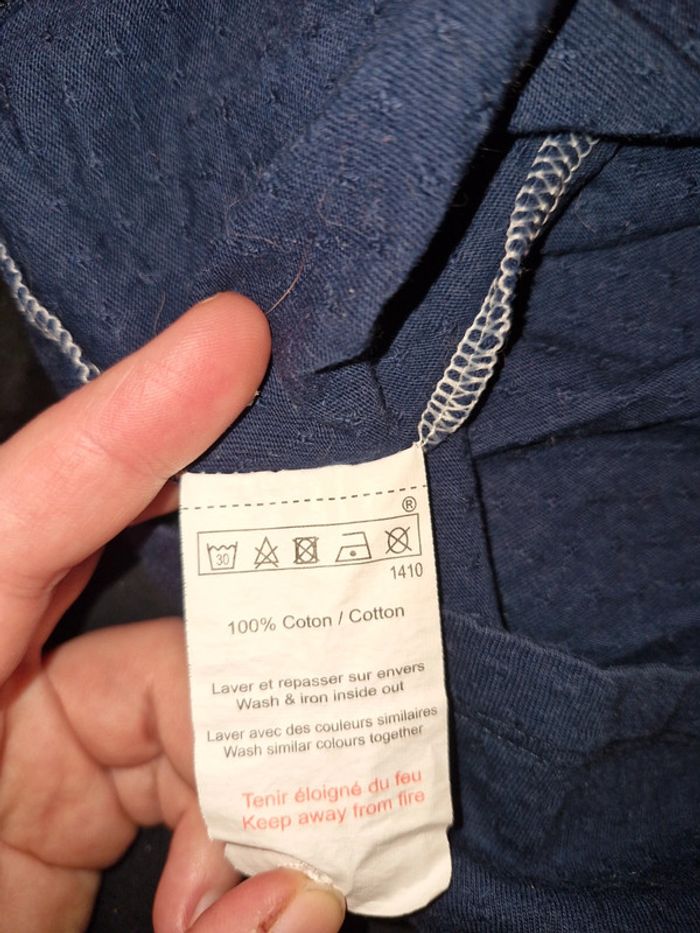 ®
30
1410
100% Coton / Cotton
Laver et repasser sur envers
Wash & iron inside out
Laver avec des couleurs similaires
Wash similar colours together
Tenir éloigné du feu
Keep away from fire